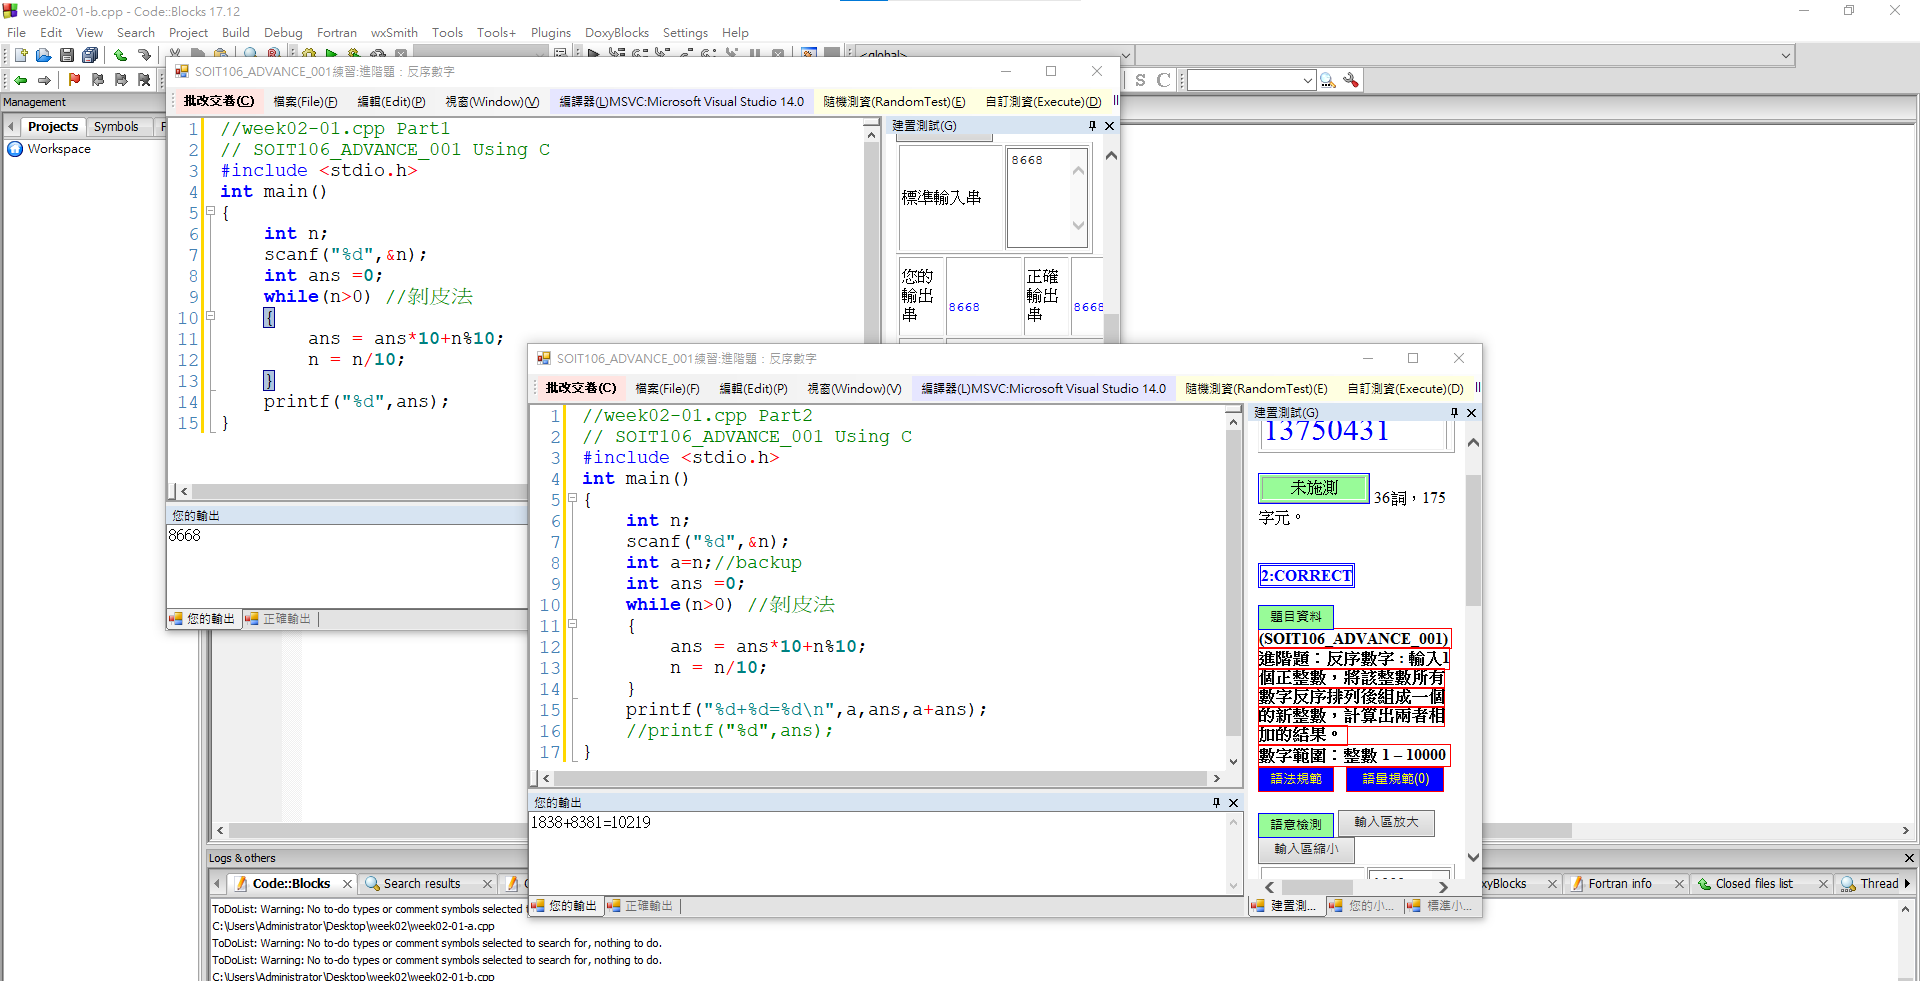 week02-01-b.cpp - Code::Blocks 17.12
File Edit View Search Project Build Debug Fortran wxSmith Tools Tools+ Plugins DoxyBlocks Settings Help
<global>
S C
Management
Projects Symbols
Workspace
SOIT106_ADVANCE_001練習:進階題：反序數字
批改交卷(C) 檔案(File)(F) 編輯(Edit)(P) 視窗(Window)(V) 編譯器(L)MSVC:Microsoft Visual Studio 14.0 隨機測資(RandomTest)(E) 自訂測資(Execute)(D)
1 //week02-01.cpp Part1
2 // SOIT106_ADVANCE_001 Using C
3 #include <stdio.h>
4 int main()
5 {
6 int n;
7 scanf("%d",&n);
8 int ans =0;
9 while(n>0) //剝皮法
10 {
11 ans = ans*10+n%10;
12 n = n/10;
13 }
14 printf("%d",ans);
15 }
建置測試(G)
標準輸入串
8668
您的輸出串
8668
正確輸出串
8668
您的輸出
8668
您的輸出 正確輸出
SOIT106_ADVANCE_001練習:進階題：反序數字
批改交卷(C) 檔案(File)(F) 編輯(Edit)(P) 視窗(Window)(V) 編譯器(L)MSVC:Microsoft Visual Studio 14.0 隨機測資(RandomTest)(E) 自訂測資(Execute)(D)
1 //week02-01.cpp Part2
2 // SOIT106_ADVANCE_001 Using C
3 #include <stdio.h>
4 int main()
5 {
6 int n;
7 scanf("%d",&n);
8 int a=n;//backup
9 int ans =0;
10 while(n>0) //剝皮法
11 {
12 ans = ans*10+n%10;
13 n = n/10;
14 }
15 printf("%d+%d=%d\n",a,ans,a+ans);
16 //printf("%d",ans);
17 }
您的輸出
1838+8381=10219
您的輸出 正確輸出
建置測試(G)
13750431
未施測 36詞，175
字元。
2:CORRECT
題目資料
(SOIT106_ADVANCE_001)
進階題：反序數字 : 輸入1
個正整數，將該整數所有
數字反序排列後組成一個
的新整數，計算出兩者相
加的結果。
數字範圍：整數 1 – 10000
語法規範 語量規範(0)
語意檢測 輸入區放大
輸入區縮小
建置測... 您的小... 標準小...
Logs & others
Code::Blocks Search results
xyBlocks Fortran info Closed files list Thread
ToDoList: Warning: No to-do types or comment symbols selected t
C:\Users\Administrator\Desktop\week02\week02-01-a.cpp
ToDoList: Warning: No to-do types or comment symbols selected to search for, nothing to do.
ToDoList: Warning: No to-do types or comment symbols selected to search for, nothing to do.
C:\Users\Administrator\Desktop\week02\week02-01-b.cpp